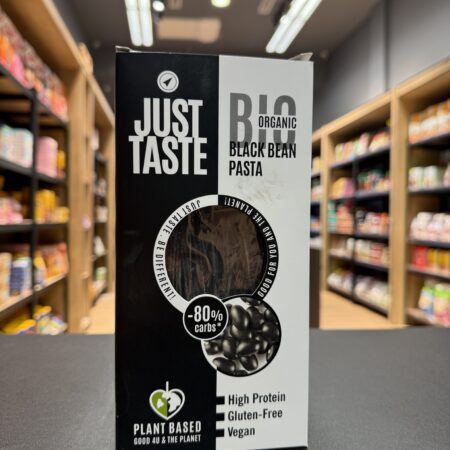 JUST
TASTE
BIO
ORGANIC
BLACK BEAN
PASTA
JUST TASTE · BE DIFFERENT!
GOOD FOR YOU AND THE PLANET!
-80%
carbs*
PLANT BASED
GOOD 4U & THE PLANET
High Protein
Gluten-Free
Vegan